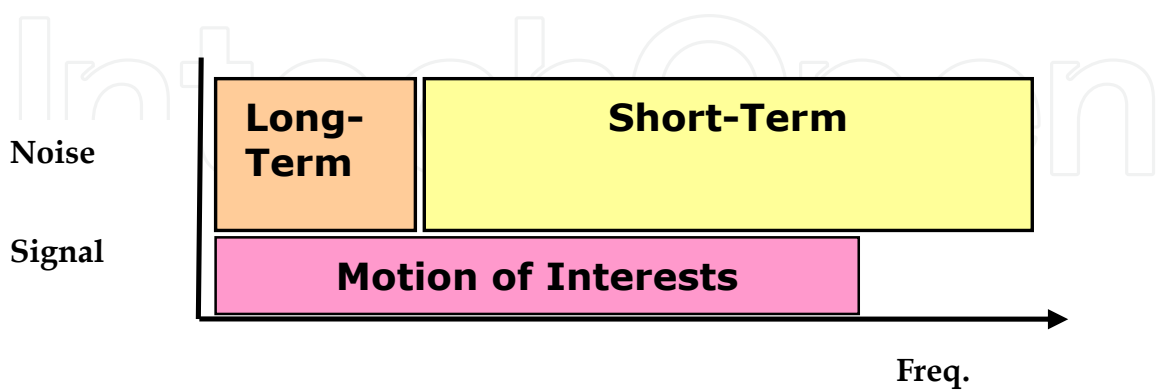 IntechOpen
Long-
Term
Short-Term
Noise
Signal
Motion of Interests
Freq.